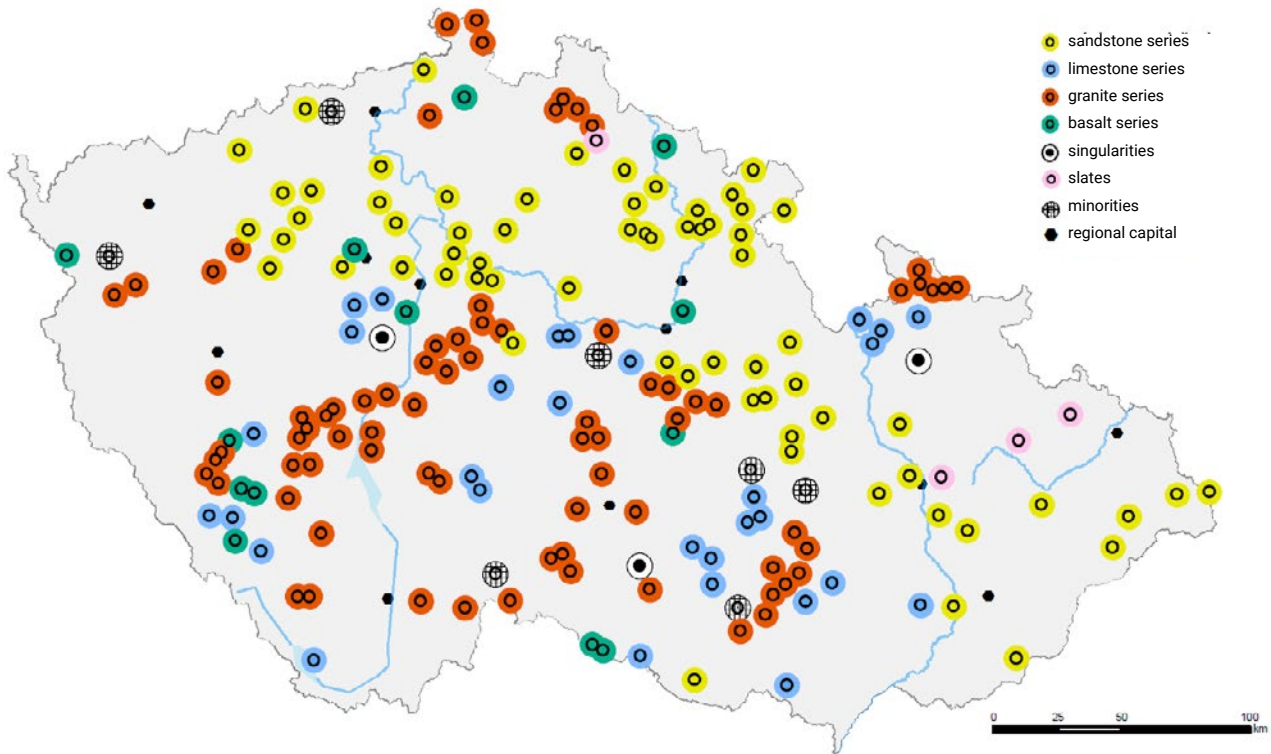 sandstone series
limestone series
granite series
basalt series
singularities
slates
minorities
regional capital
0 25 50 100
km